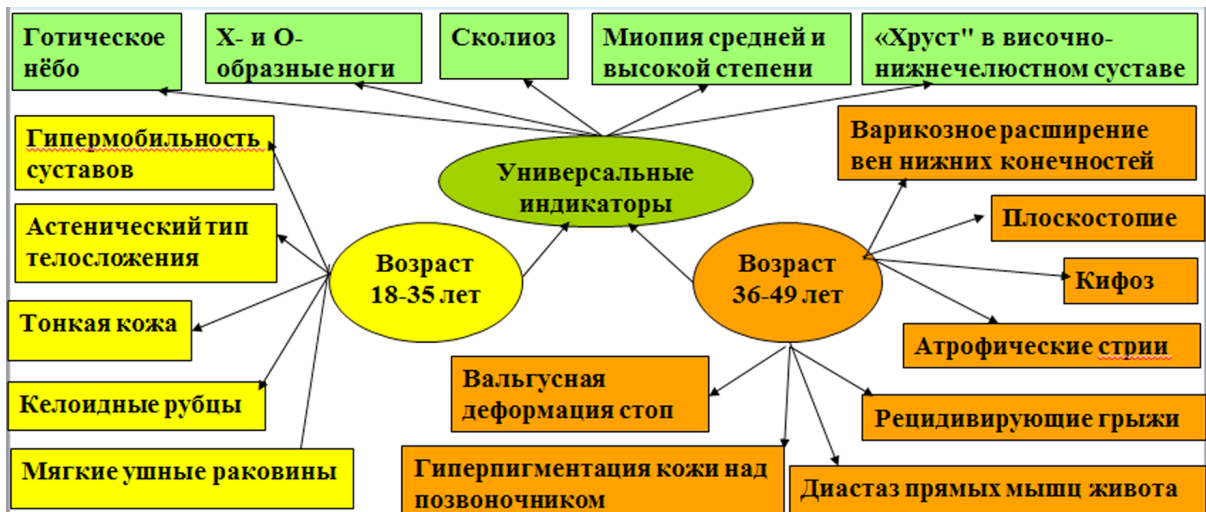 Готическое
нёбо
Х- и О-
образные ноги
Сколиоз
Миопия средней и
высокой степени
«Хруст" в височно-
нижнечелюстном суставе
Гипермобильность
суставов
Астенический тип
телосложения
Тонкая кожа
Келоидные рубцы
Мягкие ушные раковины
Универсальные
индикаторы
Возраст
18-35 лет
Возраст
36-49 лет
Варикозное расширение
вен нижних конечностей
Плоскостопие
Кифоз
Атрофические стрии
Вальгусная
деформация стоп
Рецидивирующие грыжи
Гиперпигментация кожи над
позвоночником
Диастаз прямых мышц живота